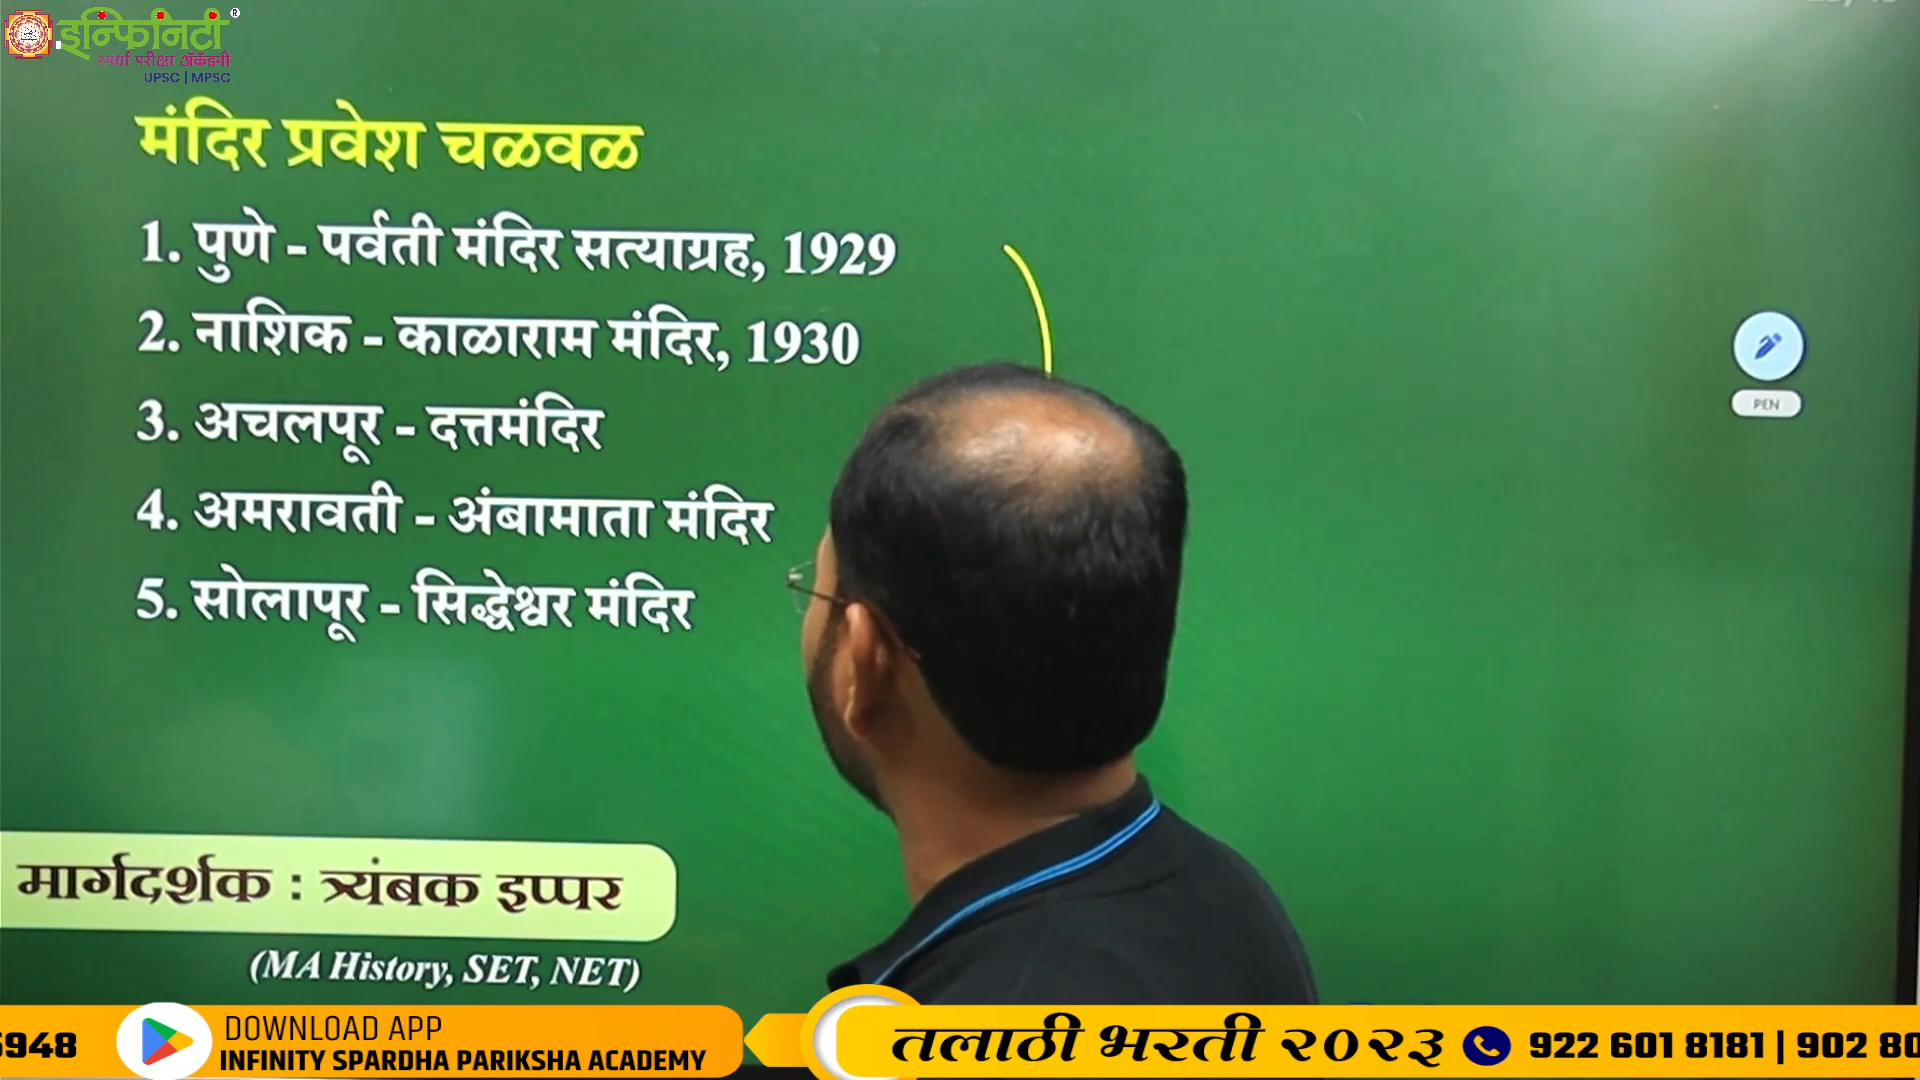 इन्फिनिटी ®
स्पर्धा परीक्षा ॲकॅडमी
UPSC | MPSC
मंदिर प्रवेश चळवळ
1. पुणे - पर्वती मंदिर सत्याग्रह, 1929
2. नाशिक - काळाराम मंदिर, 1930
3. अचलपूर - दत्तमंदिर
4. अमरावती - अंबामाता मंदिर
5. सोलापूर - सिद्धेश्वर मंदिर
PEN
मार्गदर्शक : त्र्यंबक इप्पर
(MA History, SET, NET)
5948
DOWNLOAD APP
INFINITY SPARDHA PARIKSHA ACADEMY
तलाठी भरती २०२३
922 601 8181 | 902 80